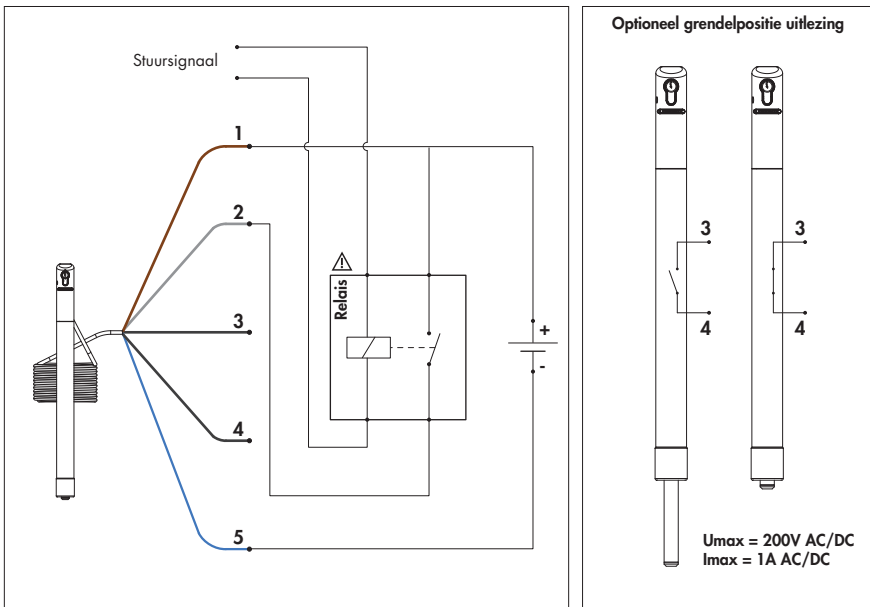 Stuursignaal
1
2
3
4
5
Relais
+
-
Optioneel grendelpositie uitlezing
3
4
3
4
Umax = 200V AC/DC
Imax = 1A AC/DC